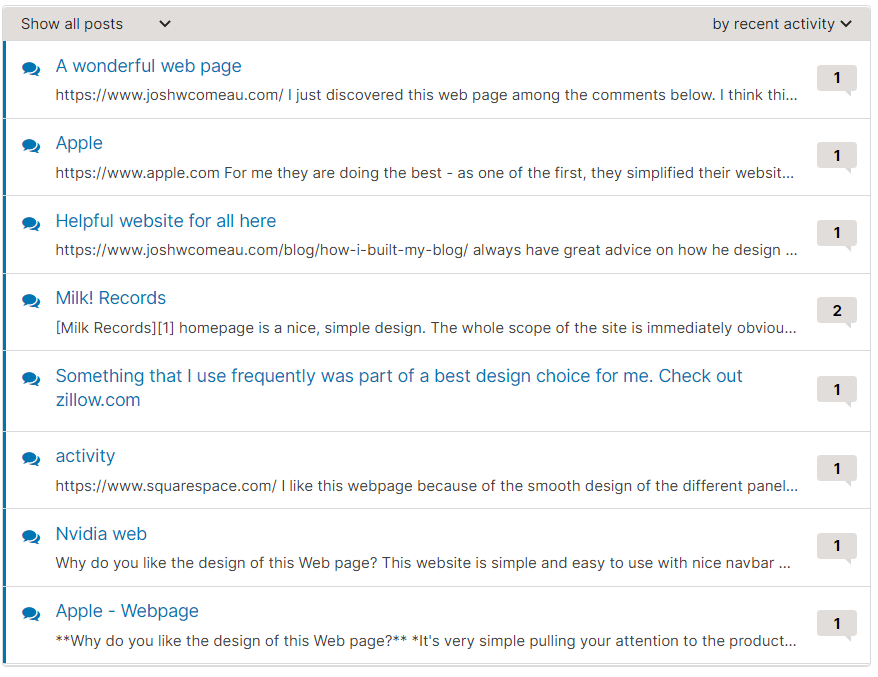 Show all posts
by recent activity
A wonderful web page
https://www.joshwcomeau.com/ I just discovered this web page among the comments below. I think thi...
1
Apple
https://www.apple.com For me they are doing the best - as one of the first, they simplified their websit...
1
Helpful website for all here
https://www.joshwcomeau.com/blog/how-i-built-my-blog/ always have great advice on how he design ...
1
Milk! Records
[Milk Records][1] homepage is a nice, simple design. The whole scope of the site is immediately obviou...
2
Something that I use frequently was part of a best design choice for me. Check out
zillow.com
1
activity
https://www.squarespace.com/ I like this webpage because of the smooth design of the different panel...
1
Nvidia web
Why do you like the design of this Web page? This website is simple and easy to use with nice navbar ...
1
Apple - Webpage
**Why do you like the design of this Web page?** *It's very simple pulling your attention to the product...
1